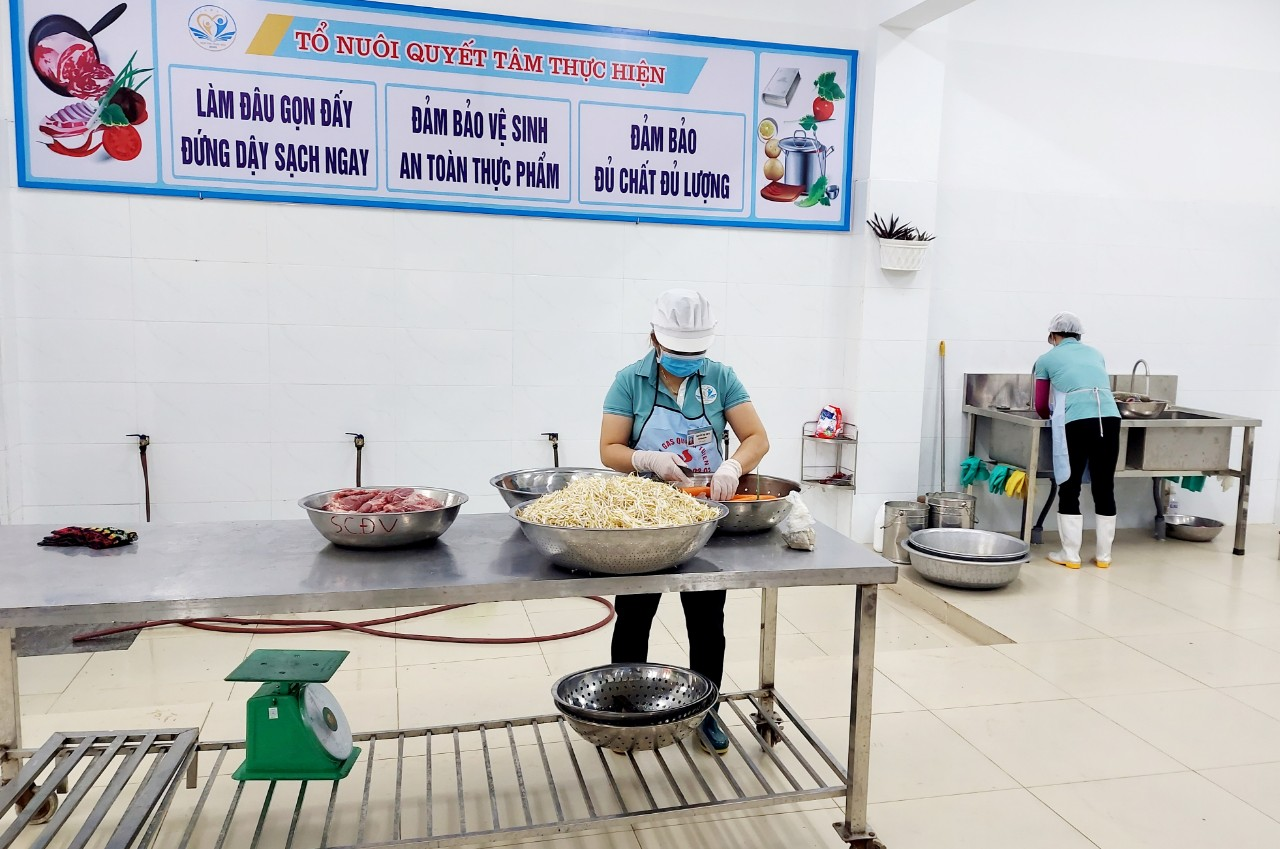 TỔ NUÔI QUYẾT TÂM THỰC HIỆN
LÀM ĐÂU GỌN ĐẤY
ĐỨNG DẬY SẠCH NGAY
ĐẢM BẢO VỆ SINH
AN TOÀN THỰC PHẨM
ĐẢM BẢO
ĐỦ CHẤT ĐỦ LƯỢNG
SCĐV